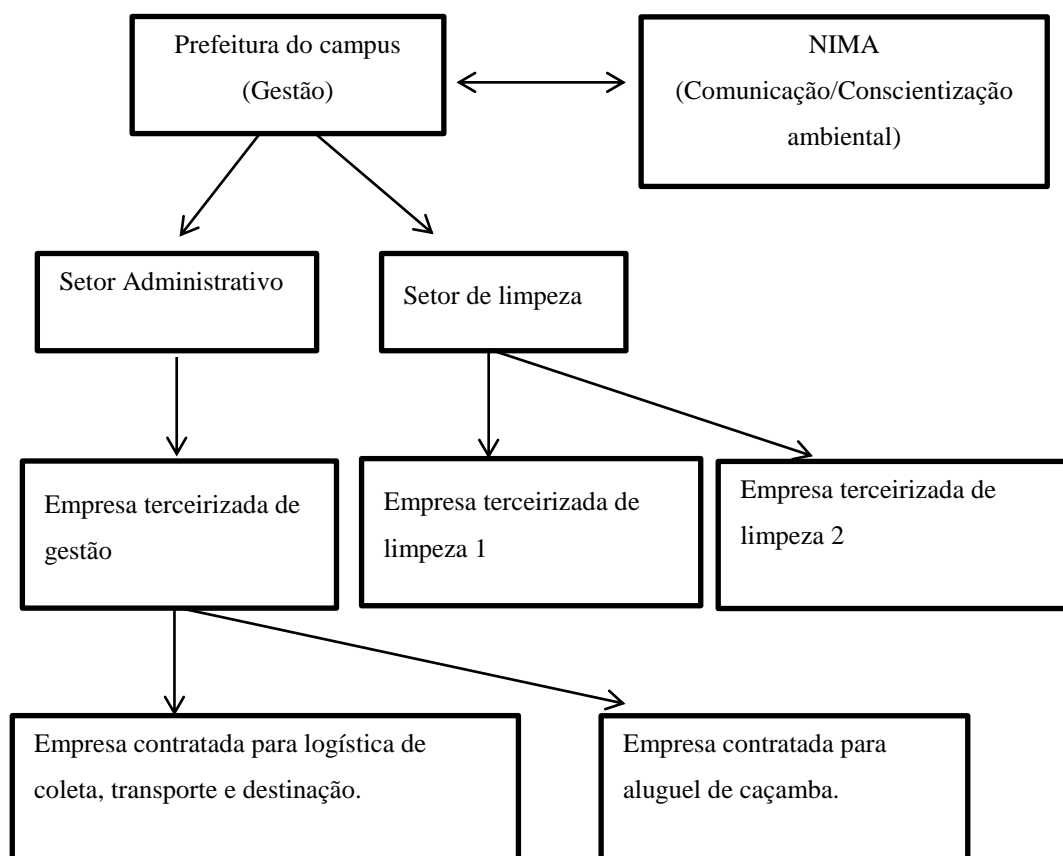 Prefeitura do campus
(Gestão)
NIMA
(Comunicação/Conscientização
ambiental)
Setor Administrativo
Setor de limpeza
Empresa terceirizada de
gestão
Empresa terceirizada de
limpeza 1
Empresa terceirizada de
limpeza 2
Empresa contratada para logística de
coleta, transporte e destinação.
Empresa contratada para
aluguel de caçamba.